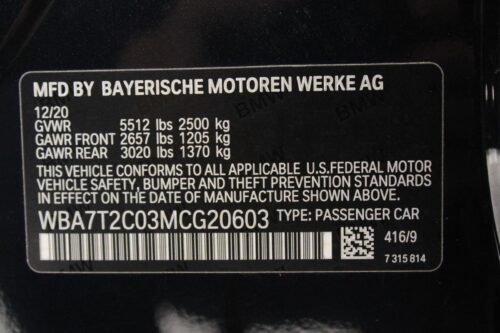 MFD BY BAYERISCHE MOTOREN WERKE AG
12/20
GVWR 5512 lbs 2500 kg
GAWR FRONT 2657 lbs 1205 kg
GAWR REAR 3020 lbs 1370 kg
THIS VEHICLE CONFORMS TO ALL APPLICABLE U.S.FEDERAL MOTOR
VEHICLE SAFETY, BUMPER, AND THEFT PREVENTION STANDARDS
IN EFFECT ON THE DATE OF MANUFACTURE SHOWN ABOVE.
WBA7T2C03MCG20603 TYPE: PASSENGER CAR
416/9
7 315 814